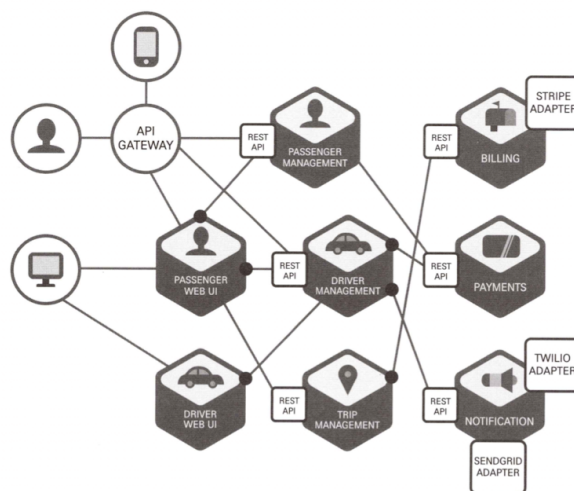 API
GATEWAY
REST
API
PASSENGER
MANAGEMENT
REST
API
BILLING
STRIPE
ADAPTER
PASSENGER
WEB UI
REST
API
DRIVER
MANAGEMENT
REST
API
PAYMENTS
DRIVER
WEB UI
REST
API
TRIP
MANAGEMENT
REST
API
NOTIFICATION
TWILIO
ADAPTER
SENDGRID
ADAPTER